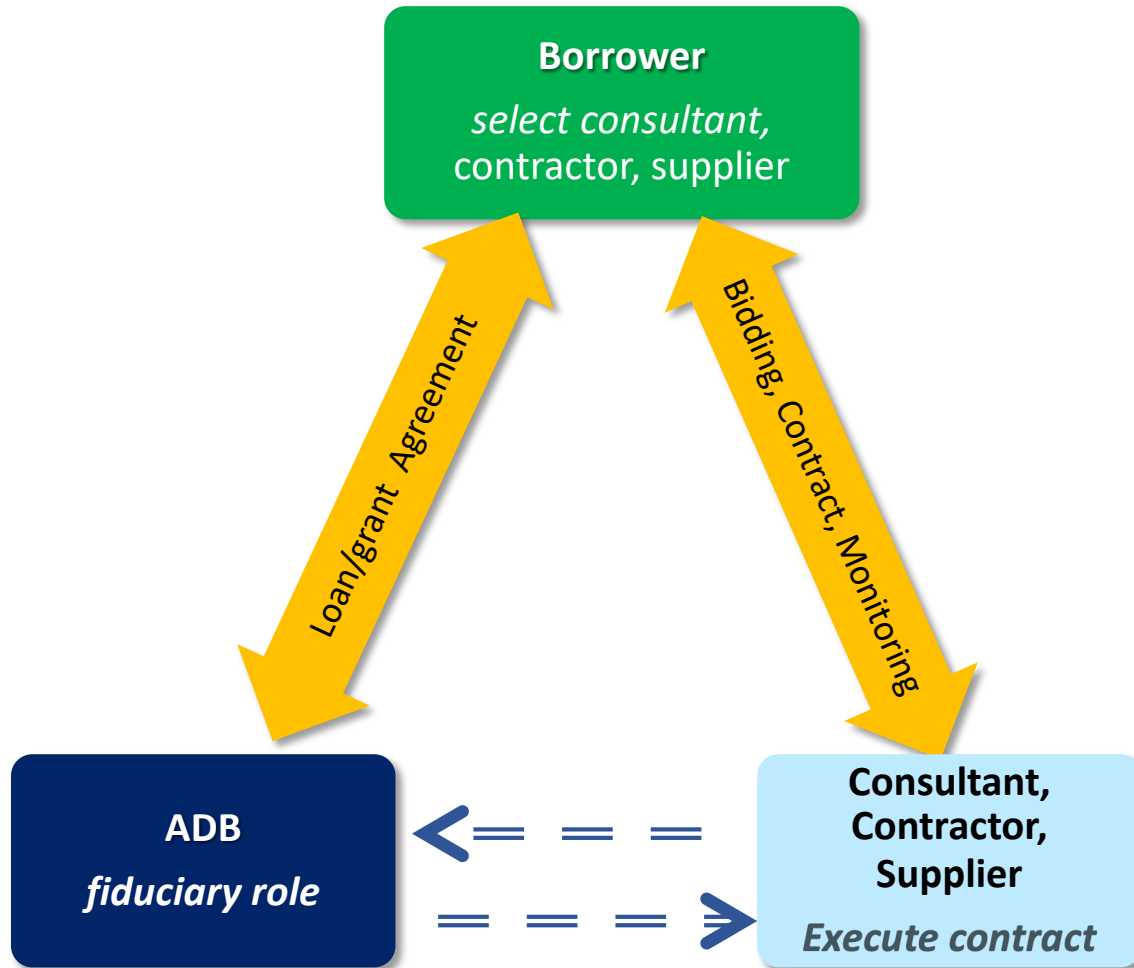 Borrower
select consultant,
contractor, supplier
Loan/grant Agreement
Bidding, Contract, Monitoring
ADB
fiduciary role
Consultant,
Contractor,
Supplier
Execute contract